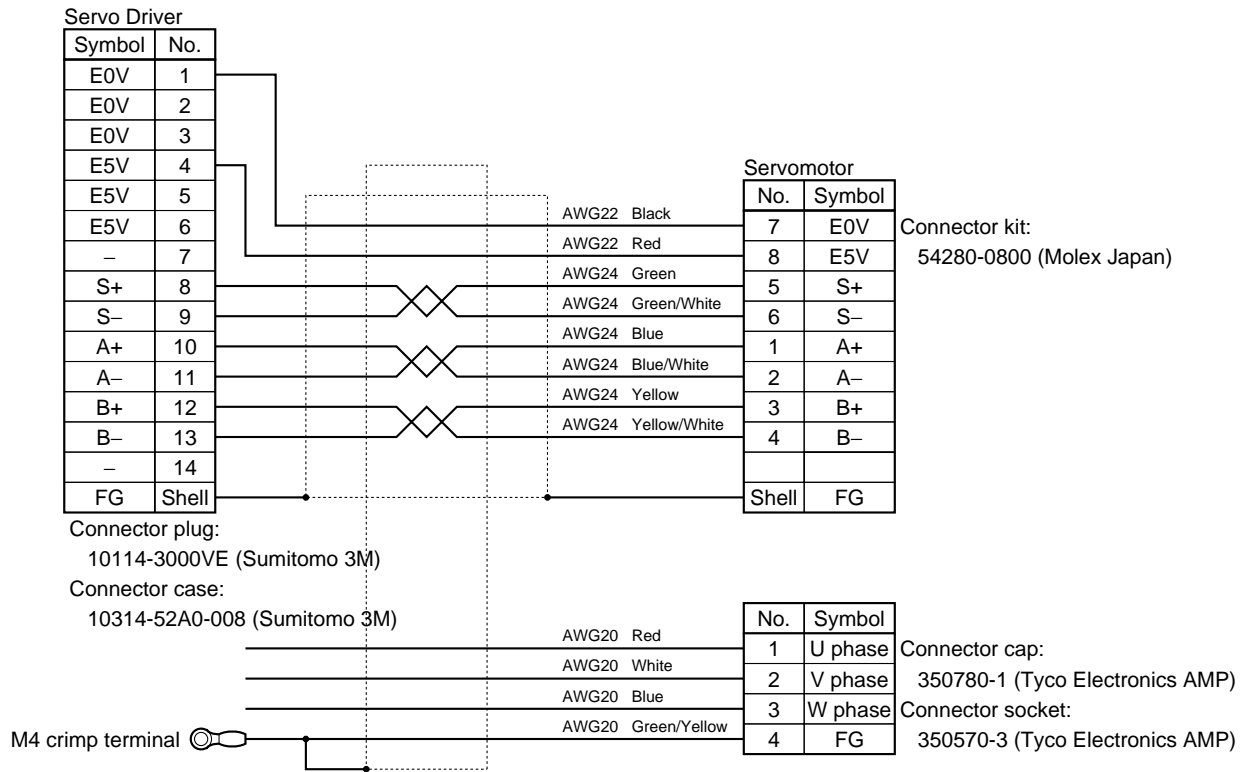 Servo Driver
Symbol No.
E0V 1
E0V 2
E0V 3
E5V 4
E5V 5
E5V 6
– 7
S+ 8
S– 9
A+ 10
A– 11
B+ 12
B– 13
– 14
FG Shell
Connector plug:
10114-3000VE (Sumitomo 3M)
Connector case:
10314-52A0-008 (Sumitomo 3M)
AWG22 Black
AWG22 Red
AWG24 Green
AWG24 Green/White
AWG24 Blue
AWG24 Blue/White
AWG24 Yellow
AWG24 Yellow/White
Servomotor
No. Symbol
7 E0V
8 E5V
5 S+
6 S–
1 A+
2 A–
3 B+
4 B–
Shell FG
Connector kit:
54280-0800 (Molex Japan)
M4 crimp terminal
AWG20 Red
AWG20 White
AWG20 Blue
AWG20 Green/Yellow
No. Symbol
1 U phase
2 V phase
3 W phase
4 FG
Connector cap:
350780-1 (Tyco Electronics AMP)
Connector socket:
350570-3 (Tyco Electronics AMP)